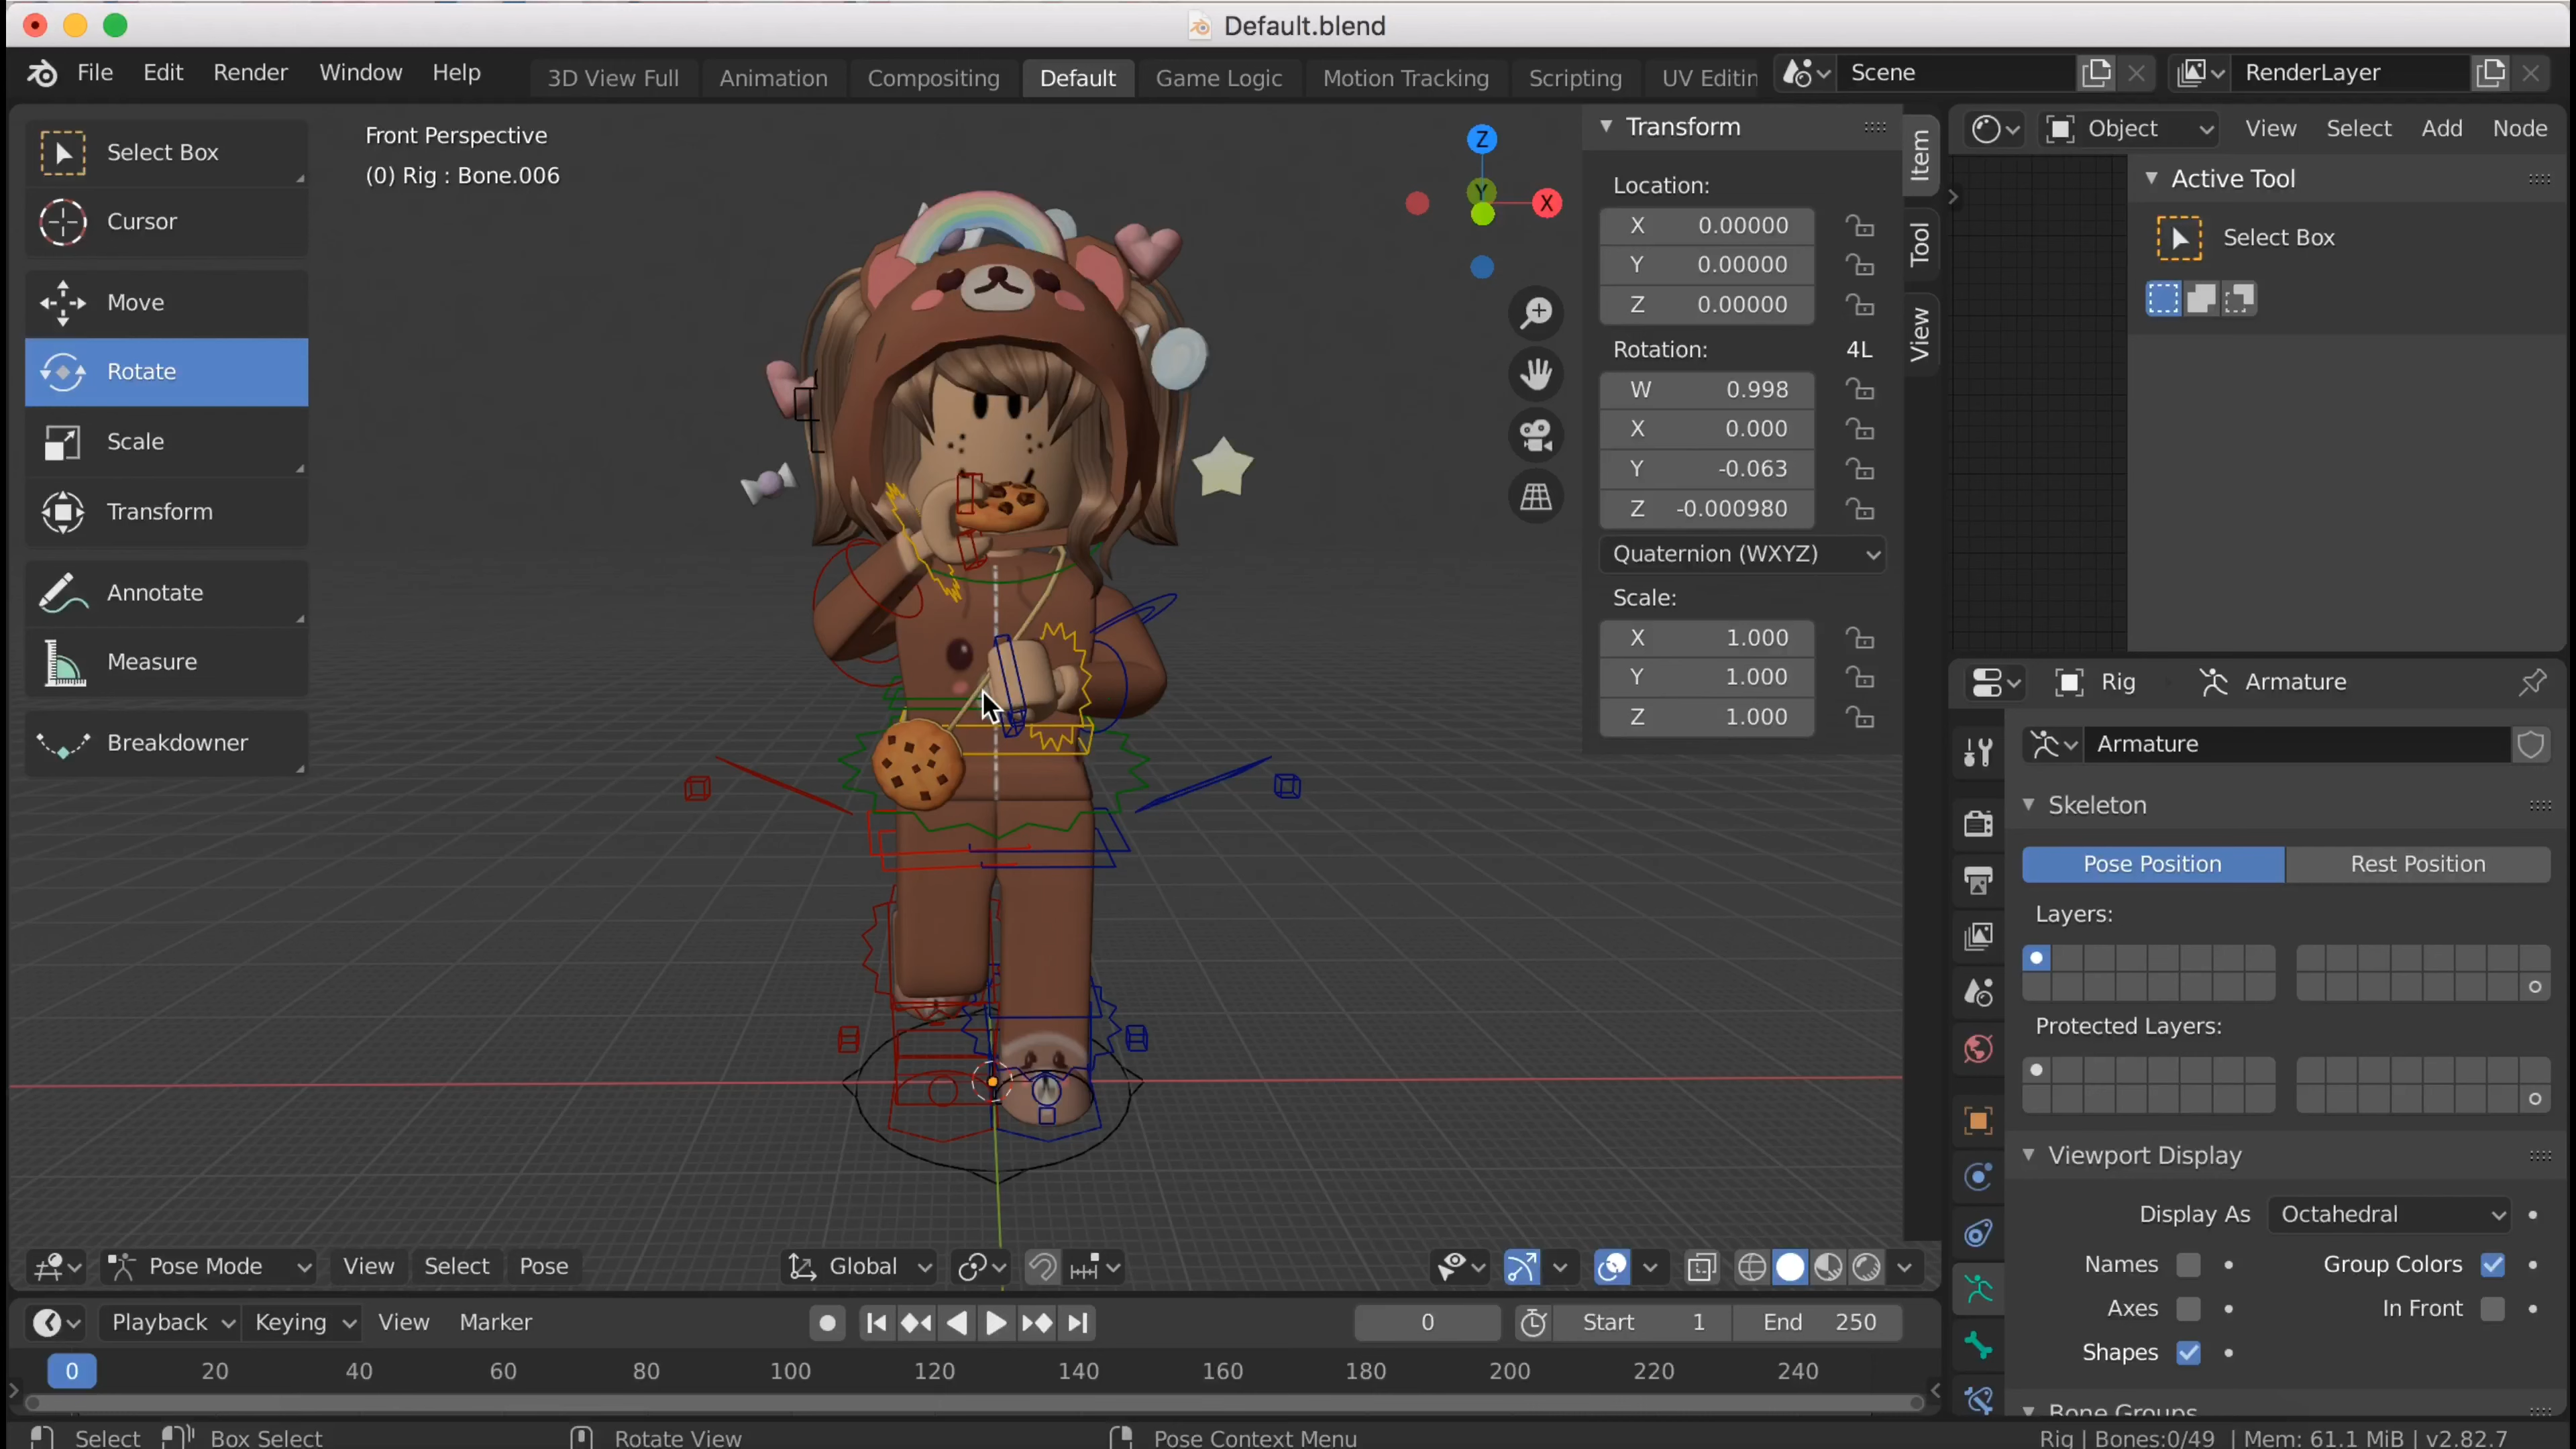 Default.blend
File Edit Render Window Help
3D View Full Animation Compositing Default Game Logic Motion Tracking Scripting UV Editin
Scene
RenderLayer
Select Box
Cursor
Move
Rotate
Scale
Transform
Annotate
Measure
Breakdowner
Front Perspective
(0) Rig : Bone.006
Z
Y
X
Transform
Location:
X 0.00000
Y 0.00000
Z 0.00000
Rotation: 4L
W 0.998
X 0.000
Y -0.063
Z -0.000980
Quaternion (WXYZ)
Scale:
X 1.000
Y 1.000
Z 1.000
Item
Tool
View
Object View Select Add Node
Active Tool
Select Box
Rig Armature
Armature
Skeleton
Pose Position Rest Position
Layers:
Protected Layers:
Viewport Display
Display As Octahedral
Names Group Colors
Axes In Front
Shapes
Bone Groups
Pose Mode View Select Pose Global
Playback Keying View Marker 0 Start 1 End 250
0 20 40 60 80 100 120 140 160 180 200 220 240
Select Box Select Rotate View Pose Context Menu Rig | Bones:0/49 | Mem: 61.1 MiB | v2.82.7